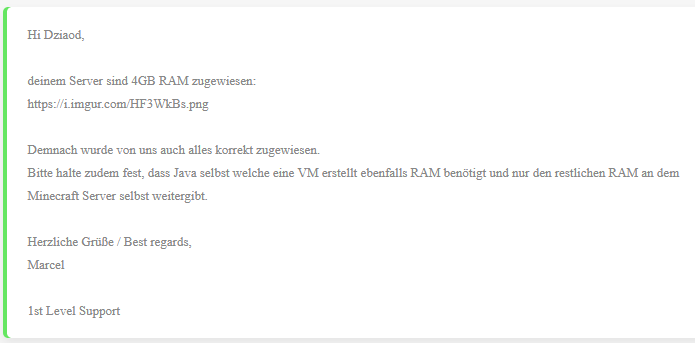 Hi Dziaod,
deinem Server sind 4GB RAM zugewiesen:
https://i.imgur.com/HF3WkBs.png
Demnach wurde von uns auch alles korrekt zugewiesen.
Bitte halte zudem fest, dass Java selbst welche eine VM erstellt ebenfalls RAM benötigt und nur den restlichen RAM an dem
Minecraft Server selbst weitergibt.
Herzliche Grüße / Best regards,
Marcel
1st Level Support